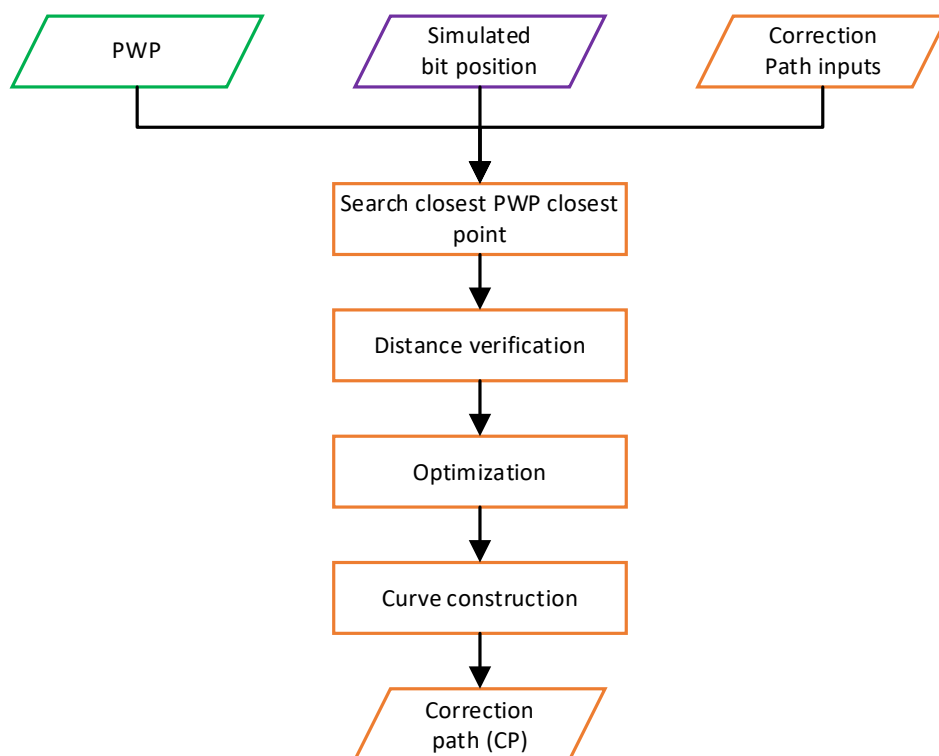 PWP
Simulated
bit position
Correction
Path inputs
Search closest PWP closest
point
Distance verification
Optimization
Curve construction
Correction
path (CP)